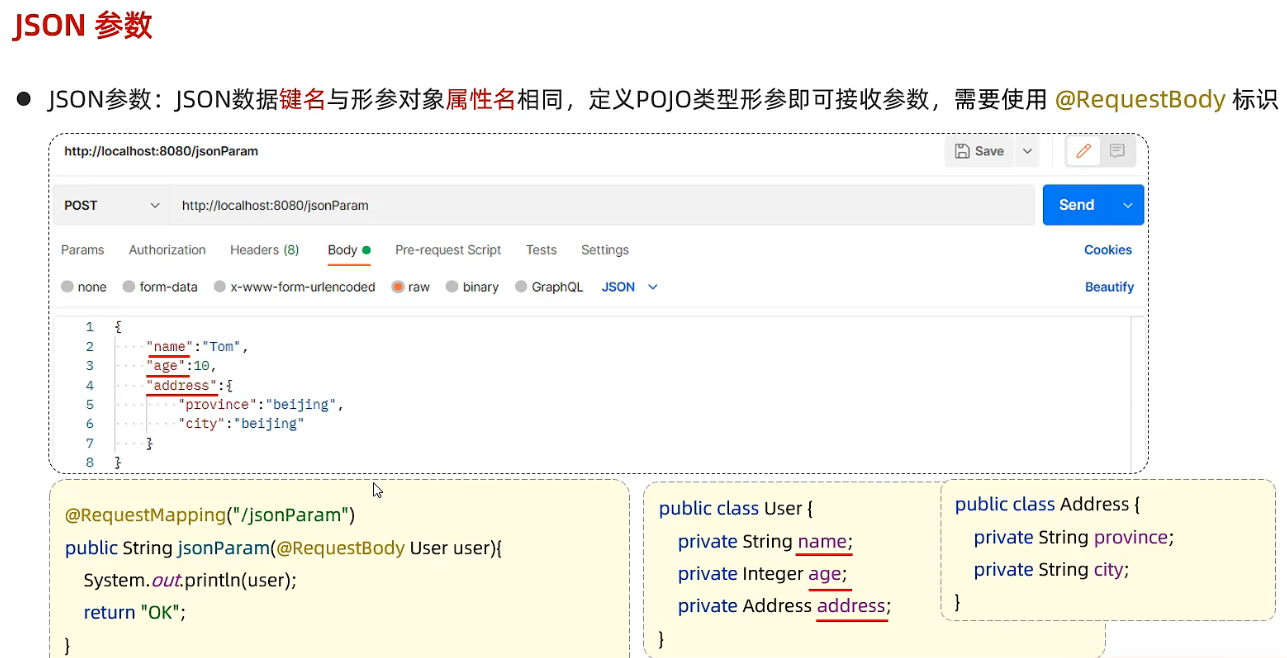 JSON 参数
● JSON参数：JSON数据键名与形参对象属性名相同，定义POJO类型形参即可接收参数，需要使用 @RequestBody 标识
http://localhost:8080/jsonParam
Save
POST http://localhost:8080/jsonParam Send
Params Authorization Headers (8) Body Pre-request Script Tests Settings Cookies
none form-data x-www-form-urlencoded raw binary GraphQL JSON Beautify
1 {
2 "name":"Tom",
3 "age":10,
4 "address":{
5 "province":"beijing",
6 "city":"beijing"
7 }
8 }
@RequestMapping("/jsonParam")
public String jsonParam(@RequestBody User user){
System.out.println(user);
return "OK";
}
public class User {
private String name;
private Integer age;
private Address address;
}
public class Address {
private String province;
private String city;
}